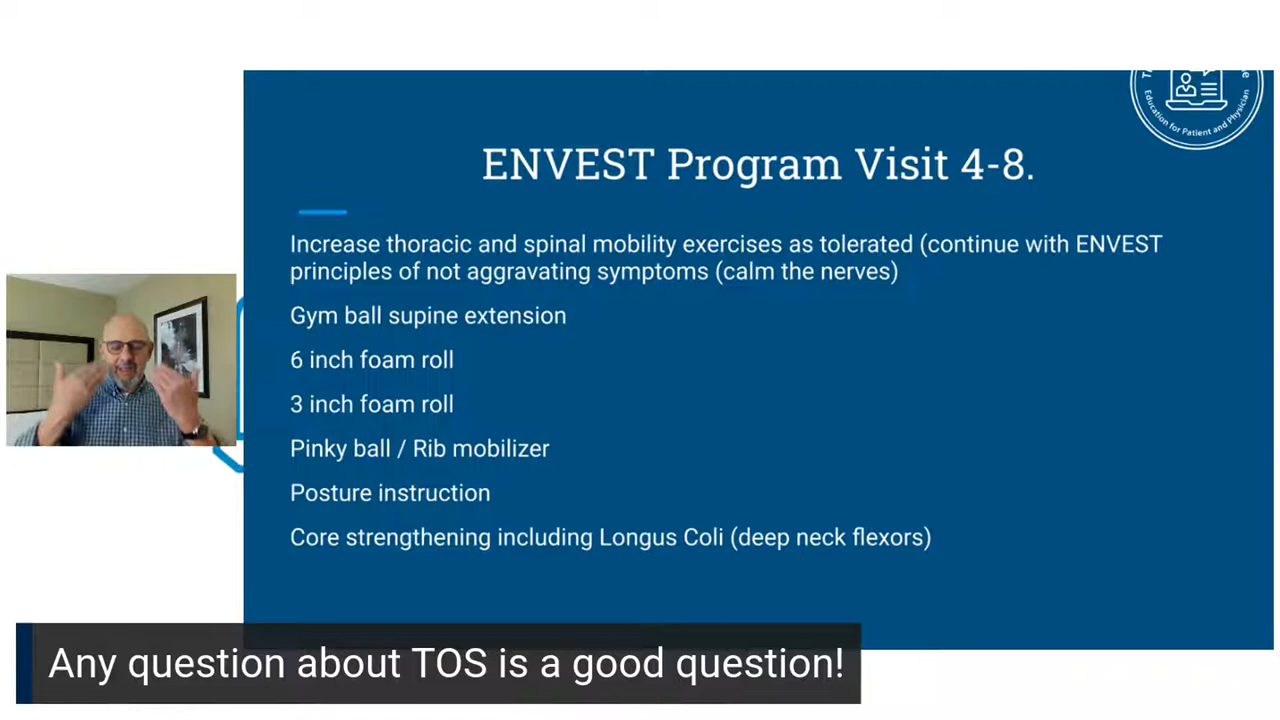 Education for Patient and Physician
ENVEST Program Visit 4-8.
Increase thoracic and spinal mobility exercises as tolerated (continue with ENVEST
principles of not aggravating symptoms (calm the nerves)
Gym ball supine extension
6 inch foam roll
3 inch foam roll
Pinky ball / Rib mobilizer
Posture instruction
Core strengthening including Longus Coli (deep neck flexors)
Any question about TOS is a good question!